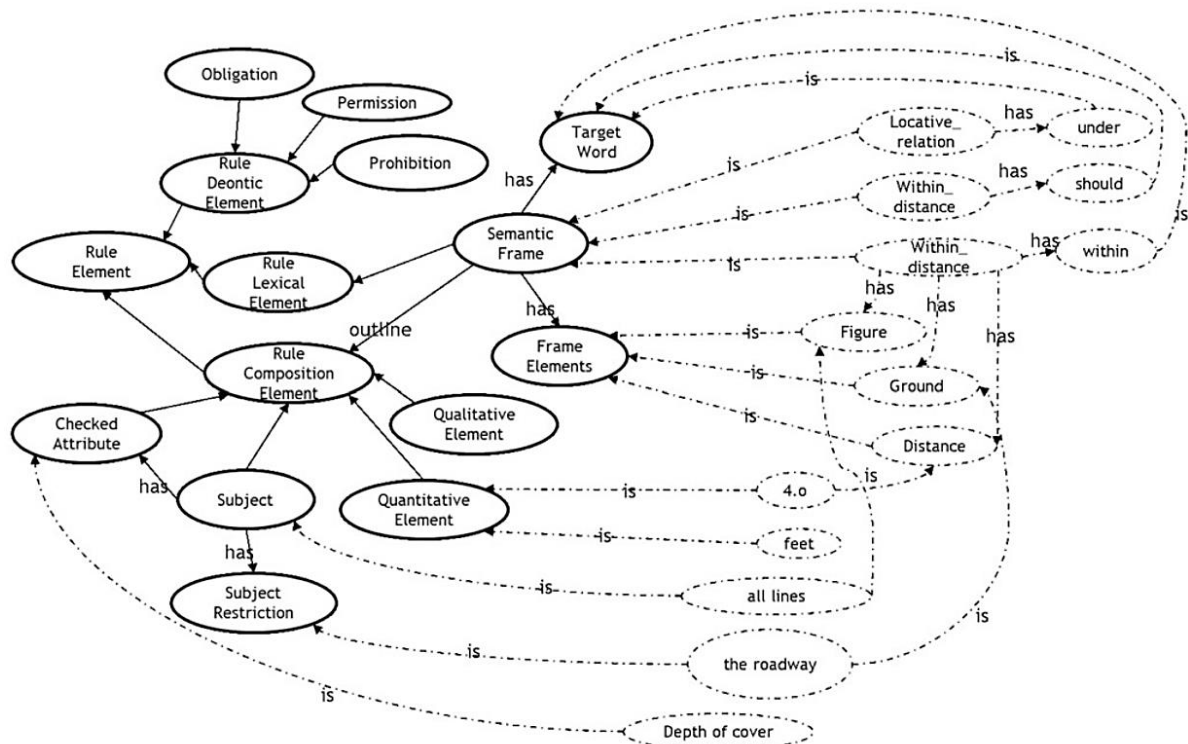 is
is
is
Obligation
Permission
Target
Word
Locative_
relation
has
under
Rule
Deontic
Element
Prohibition
has
is
Within_
distance
has
should
is
is
Rule
Element
Rule
Lexical
Element
Semantic
Frame
is
Within_
distance
has
within
outline
has
has
has
has
is
Figure
Rule
Composition
Element
Frame
Elements
is
Ground
Checked
Attribute
Qualitative
Element
is
Distance
has
Subject
Quantitative
Element
is
4.o
is
has
is
feet
Subject
Restriction
is
all lines
is
is
the roadway
is
Depth of cover